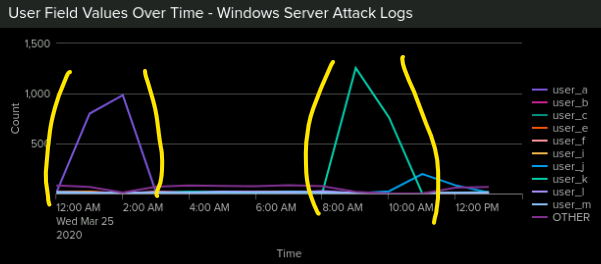 User Field Values Over Time - Windows Server Attack Logs
1,500
1,000
500
Count
12:00 AM
Wed Mar 25
2020
2:00 AM
4:00 AM
6:00 AM
8:00 AM
10:00 AM
12:00 PM
Time
user_a
user_b
user_c
user_e
user_f
user_i
user_j
user_k
user_l
user_m
OTHER